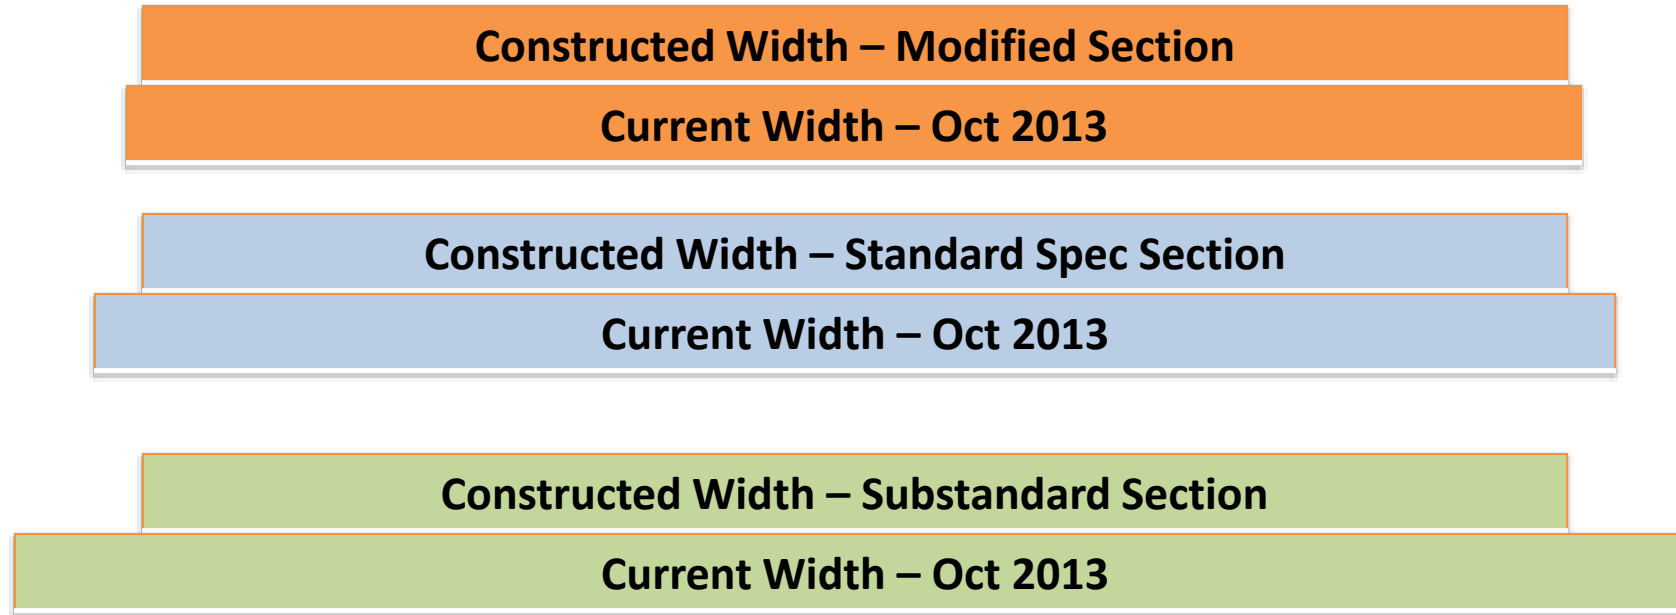 Constructed Width – Modified Section
Current Width – Oct 2013
Constructed Width – Standard Spec Section
Current Width – Oct 2013
Constructed Width – Substandard Section
Current Width – Oct 2013